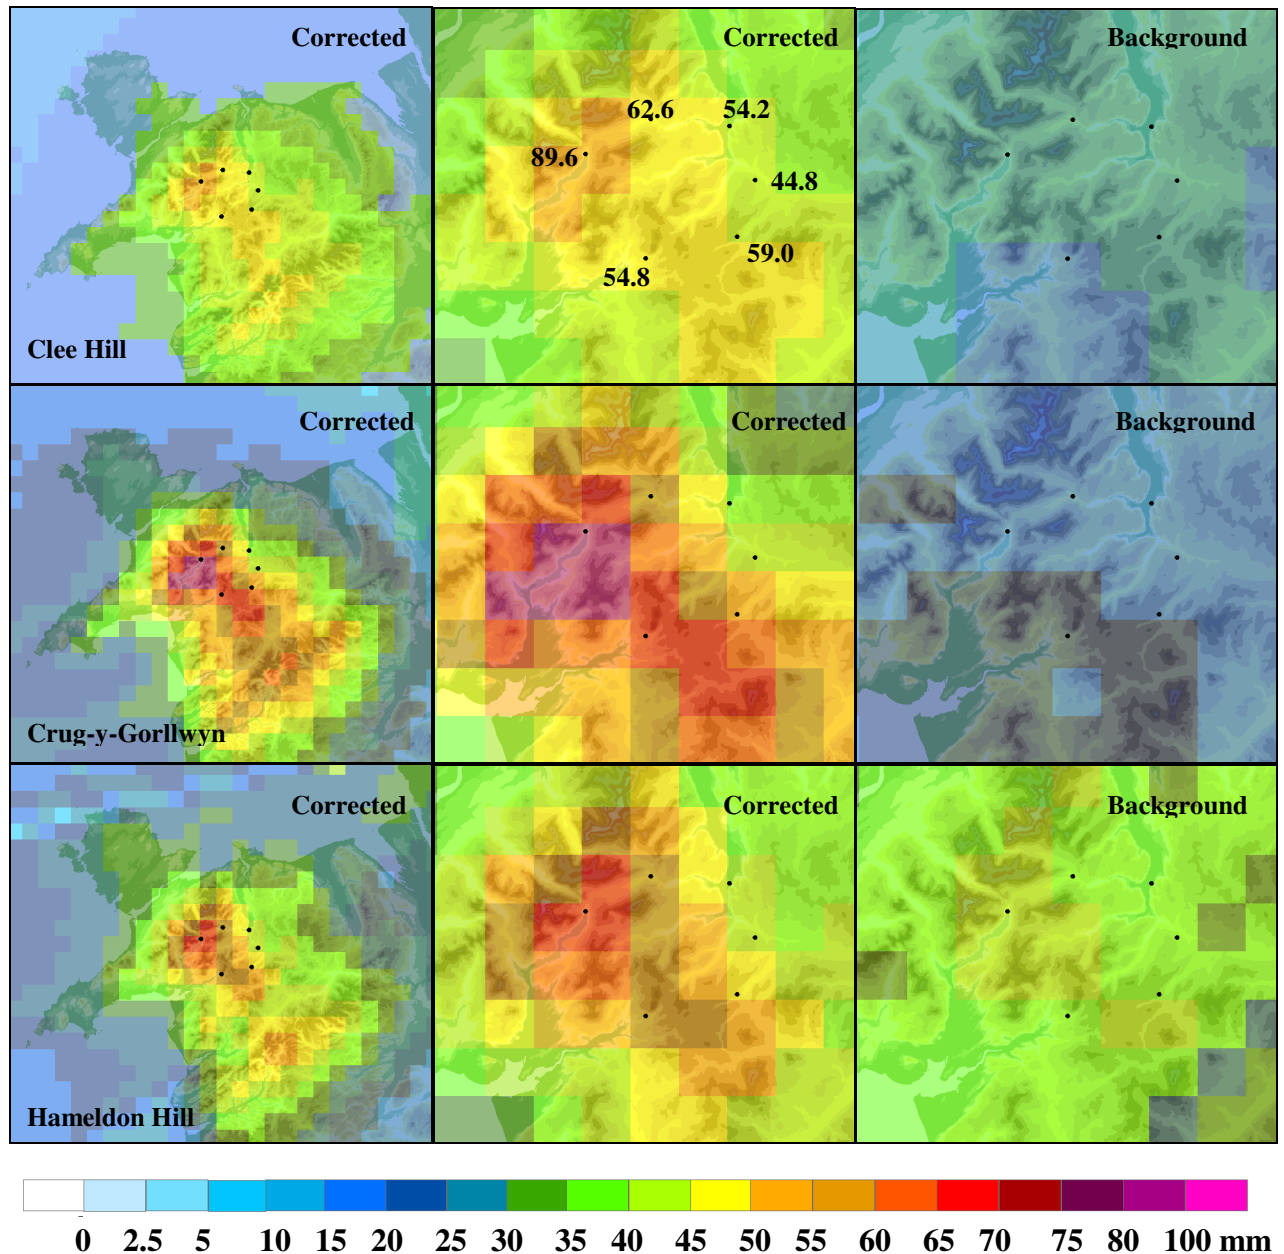 Corrected
Corrected
Background
62.6
54.2
89.6
44.8
59.0
54.8
Clee Hill
Corrected
Corrected
Background
Crug-y-Gorllwyn
Corrected
Corrected
Background
Hameldon Hill
0 2.5 5 10 15 20 25 30 35 40 45 50 55 60 65 70 75 80 100 mm